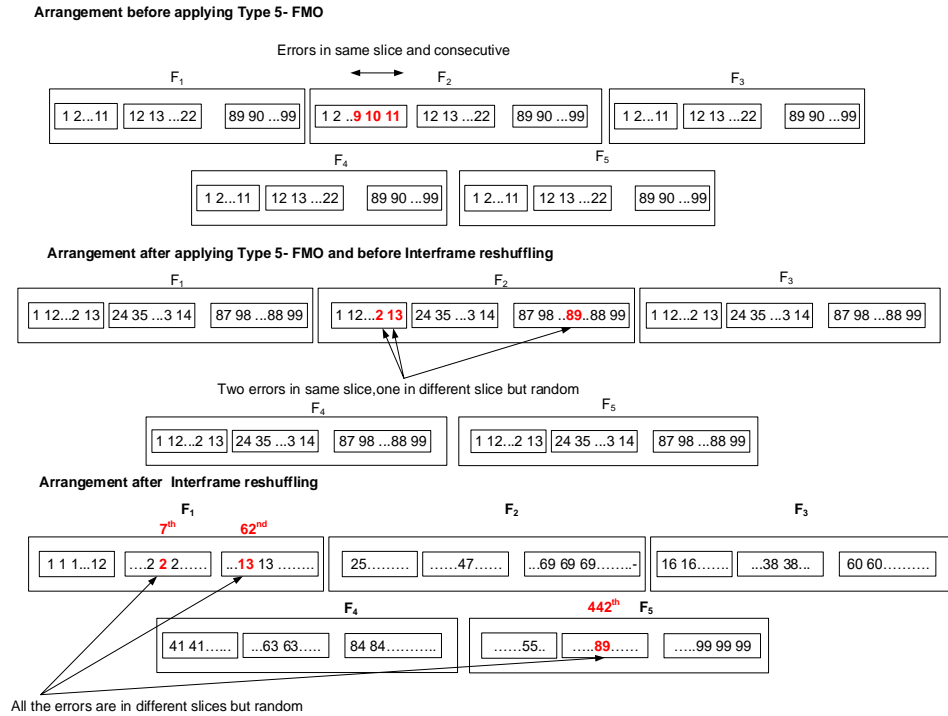 Arrangement before applying Type 5- FMO
Errors in same slice and consecutive
F1 F2 F3
1 2...11 12 13 ...22 89 90 ...99 1 2 ..9 10 11 12 13 ...22 89 90 ...99 1 2...11 12 13 ...22 89 90 ...99
F4 F5
1 2...11 12 13 ...22 89 90 ...99 1 2...11 12 13 ...22 89 90 ...99
Arrangement after applying Type 5- FMO and before Interframe reshuffling
F1 F2 F3
1 12...2 13 24 35 ...3 14 87 98 ...88 99 1 12...2 13 24 35 ...3 14 87 98 ..89..88 99 1 12...2 13 24 35 ...3 14 87 98 ...88 99
Two errors in same slice,one in different slice but random
F4 F5
1 12...2 13 24 35 ...3 14 87 98 ...88 99 1 12...2 13 24 35 ...3 14 87 98 ...88 99
Arrangement after Interframe reshuffling
F1 F2 F3
7th 62nd
1 1 1...12 ....2 2 2...... ...13 13 ........ 25......... ......47...... ...69 69 69........- 16 16....... ...38 38... 60 60..........
F4 442th F5
41 41...... ...63 63..... 84 84........... ......55.. .....89...... .....99 99 99
All the errors are in different slices but random